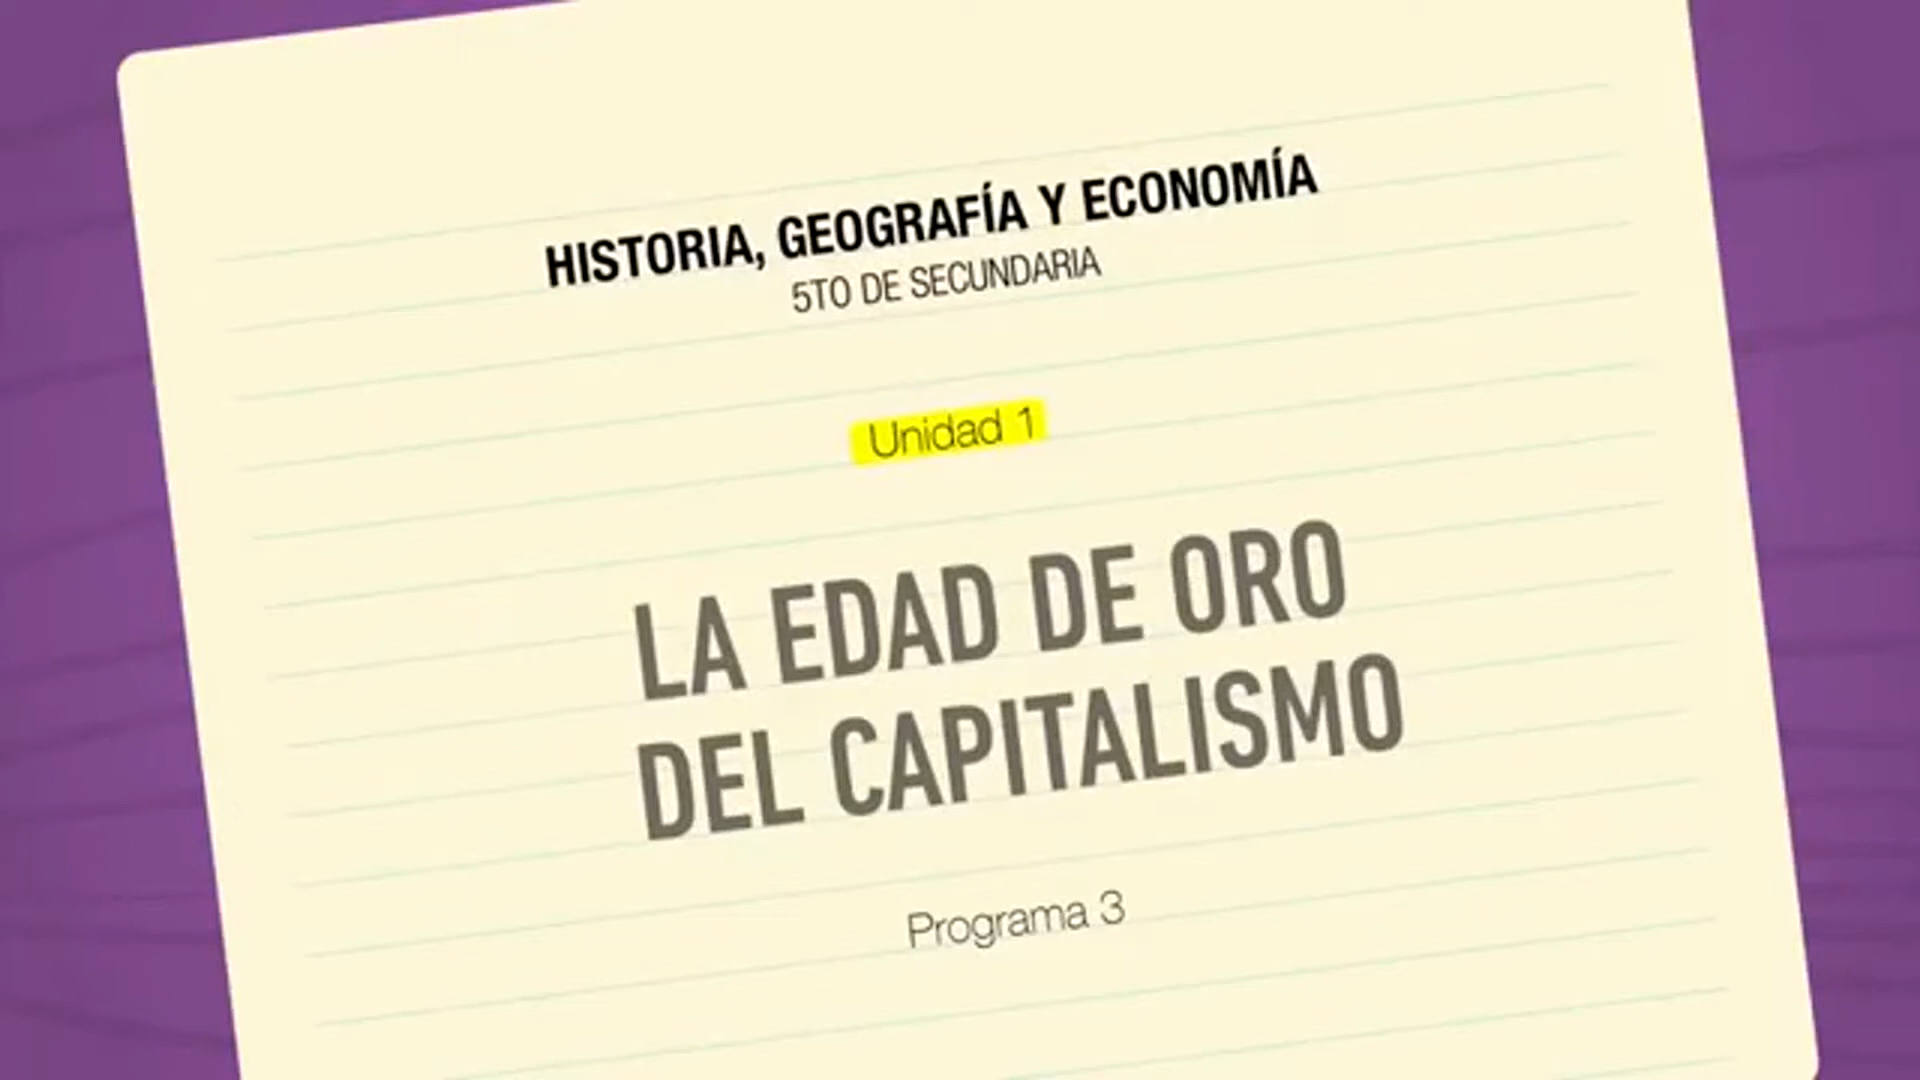 HISTORIA, GEOGRAFÍA Y ECONOMÍA
5TO DE SECUNDARIA
Unidad 1
LA EDAD DE ORO
DEL CAPITALISMO
Programa 3